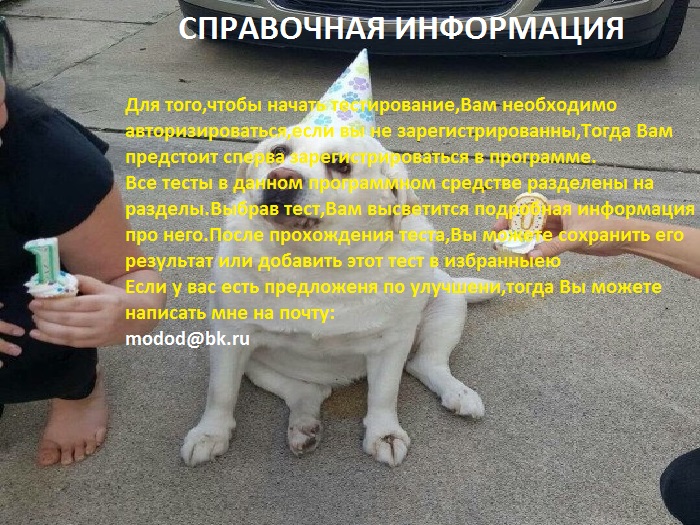 СПРАВОЧНАЯ ИНФОРМАЦИЯ
Для того,чтобы начать тестирование,Вам необходимо
авторизироваться,если вы не зарегистрированны,Тогда Вам
предстоит сперва зарегистрироваться в программе.
Все тесты в данном программном средстве разделены на
разделы.Выбрав тест,Вам высветится подробная информация
про него.После прохождения теста,Вы можете сохранить его
результат или добавить этот тест в избранныею
Если у вас есть предложеня по улучшени,тогда Вы можете
написать мне на почту:
modod@bk.ru
1
0